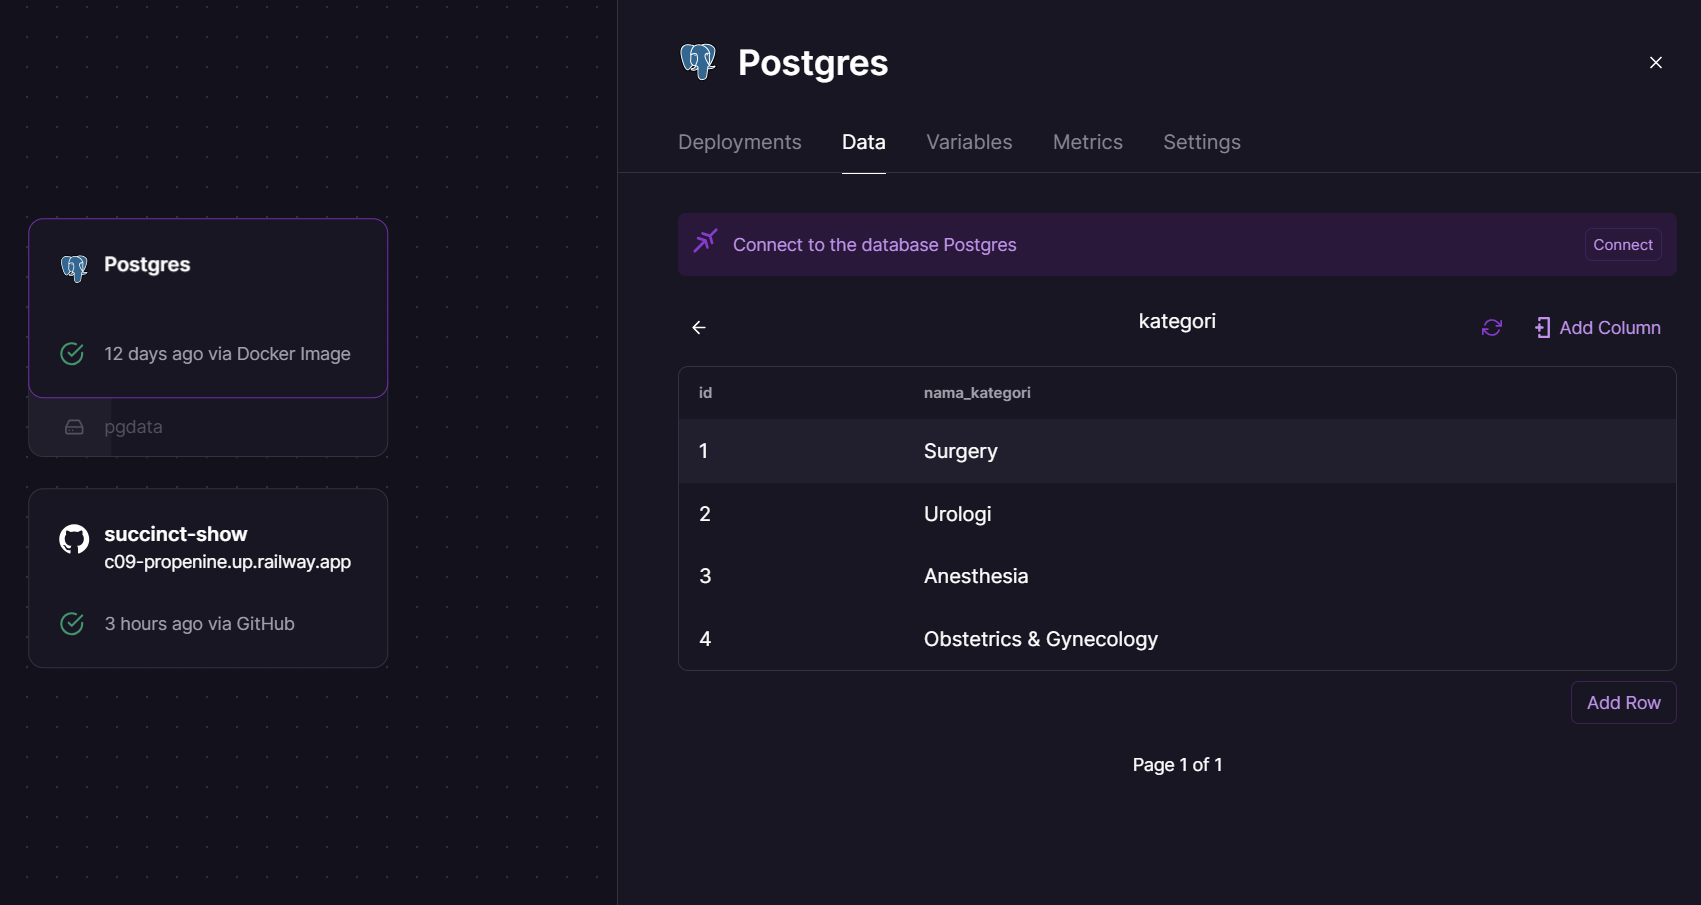 Postgres
12 days ago via Docker Image
pgdata
succinct-show
c09-propenine.up.railway.app
3 hours ago via GitHub
Postgres
Deployments Data Variables Metrics Settings
Connect to the database Postgres Connect
kategori Add Column
id nama_kategori
1 Surgery
2 Urologi
3 Anesthesia
4 Obstetrics & Gynecology
Add Row
Page 1 of 1